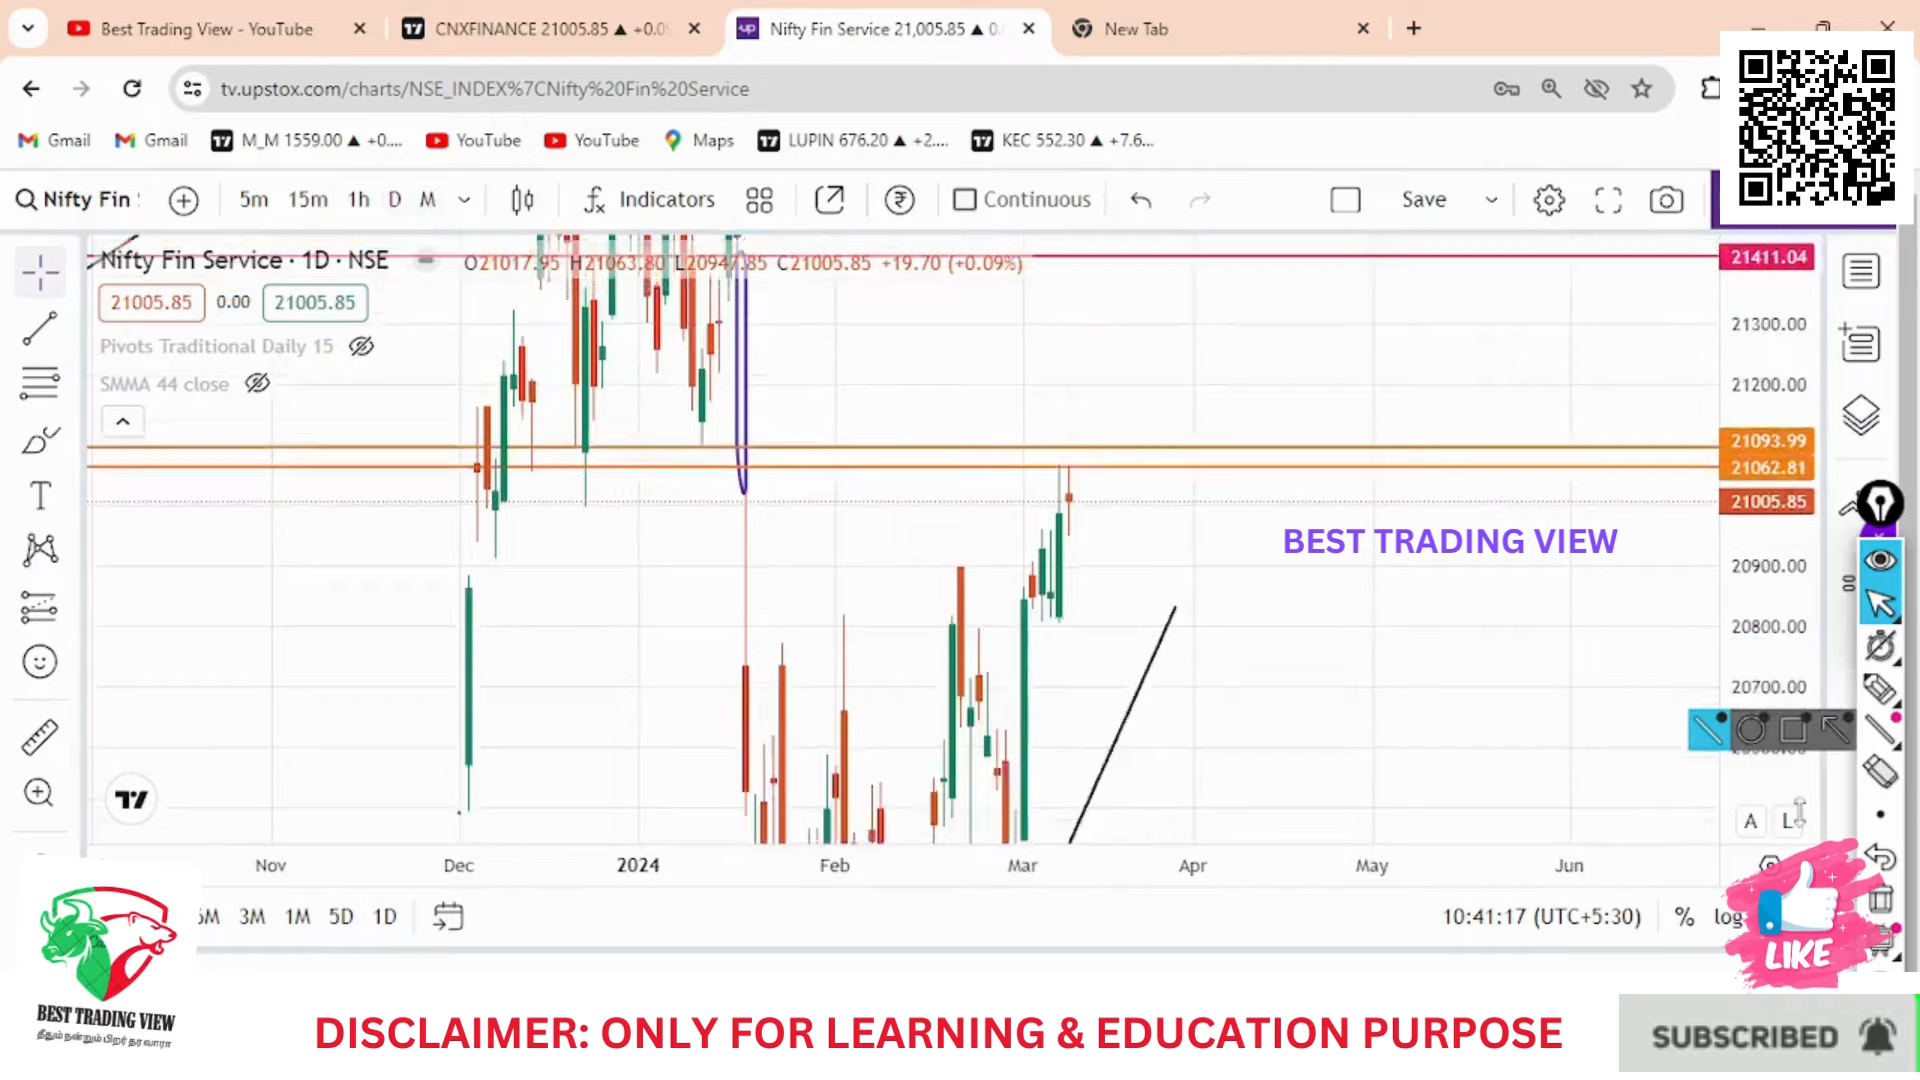 Best Trading View - YouTube
CNXFINANCE 21005.85 ▲ +0.09
Nifty Fin Service 21,005.85 ▲ 0.
New Tab
tv.upstox.com/charts/NSE_INDEX%7CNifty%20Fin%20Service
Gmail
Gmail
M_M 1559.00 ▲ +0....
YouTube
YouTube
Maps
LUPIN 676.20 ▲ +2....
KEC 552.30 ▲ +7.6...
Nifty Fin
5m 15m 1h D M
Indicators
Continuous
Save
Nifty Fin Service · 1D · NSE
O21017.95 H21063.80 L20947.85 C21005.85 +19.70 (+0.09%)
21005.85 0.00 21005.85
Pivots Traditional Daily 15
SMMA 44 close
21411.04
21300.00
21200.00
21093.99
21062.81
21005.85
20900.00
20800.00
20700.00
BEST TRADING VIEW
A L
Nov Dec 2024 Feb Mar Apr May Jun
6M 3M 1M 5D 1D
10:41:17 (UTC+5:30)
% log
LIKE
BEST TRADING VIEW
தீதும் நன்றும் பிறர் தர வாரா
DISCLAIMER: ONLY FOR LEARNING & EDUCATION PURPOSE
SUBSCRIBED